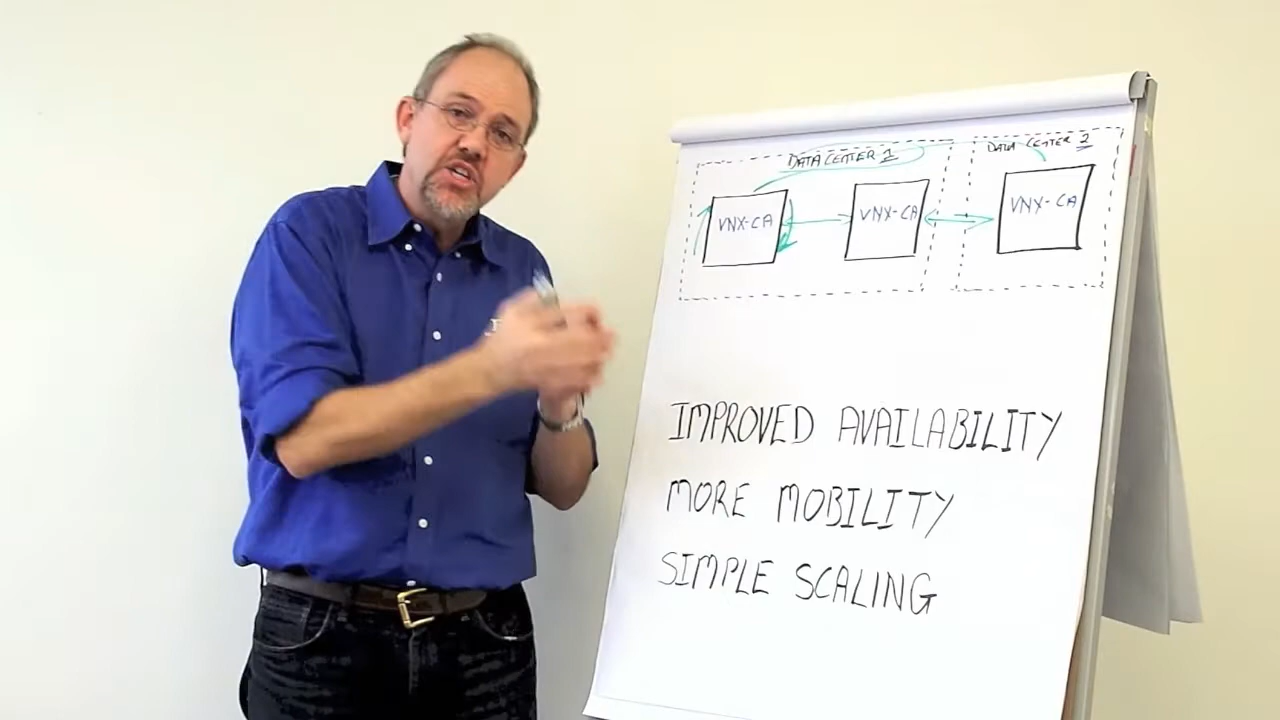 DATA CENTER 1
DATA CENTER 2
VNX-CA
VNX-CA
VNX-CA
IMPROVED AVAILABILITY
MORE MOBILITY
SIMPLE SCALING